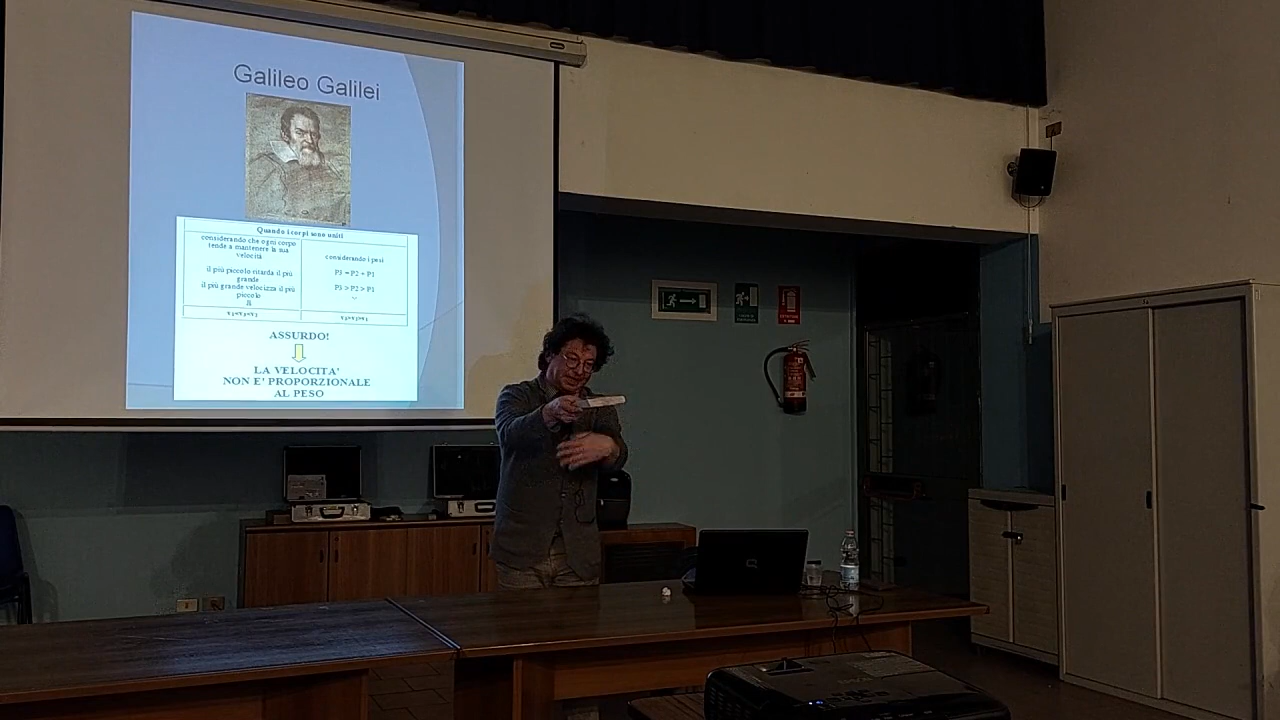 Galileo Galilei
Quando i corpi sono uniti
considerando che ogni corpo
tende a mantenere la sua
velocità
considerando i pesi
il più piccolo ritarda il più
grande
P3 = P2 + P1
il più grande velocizza il più
piccolo
P3 > P2 > P1
ASSURDO!
LA VELOCITA'
NON E' PROPORZIONALE
AL PESO